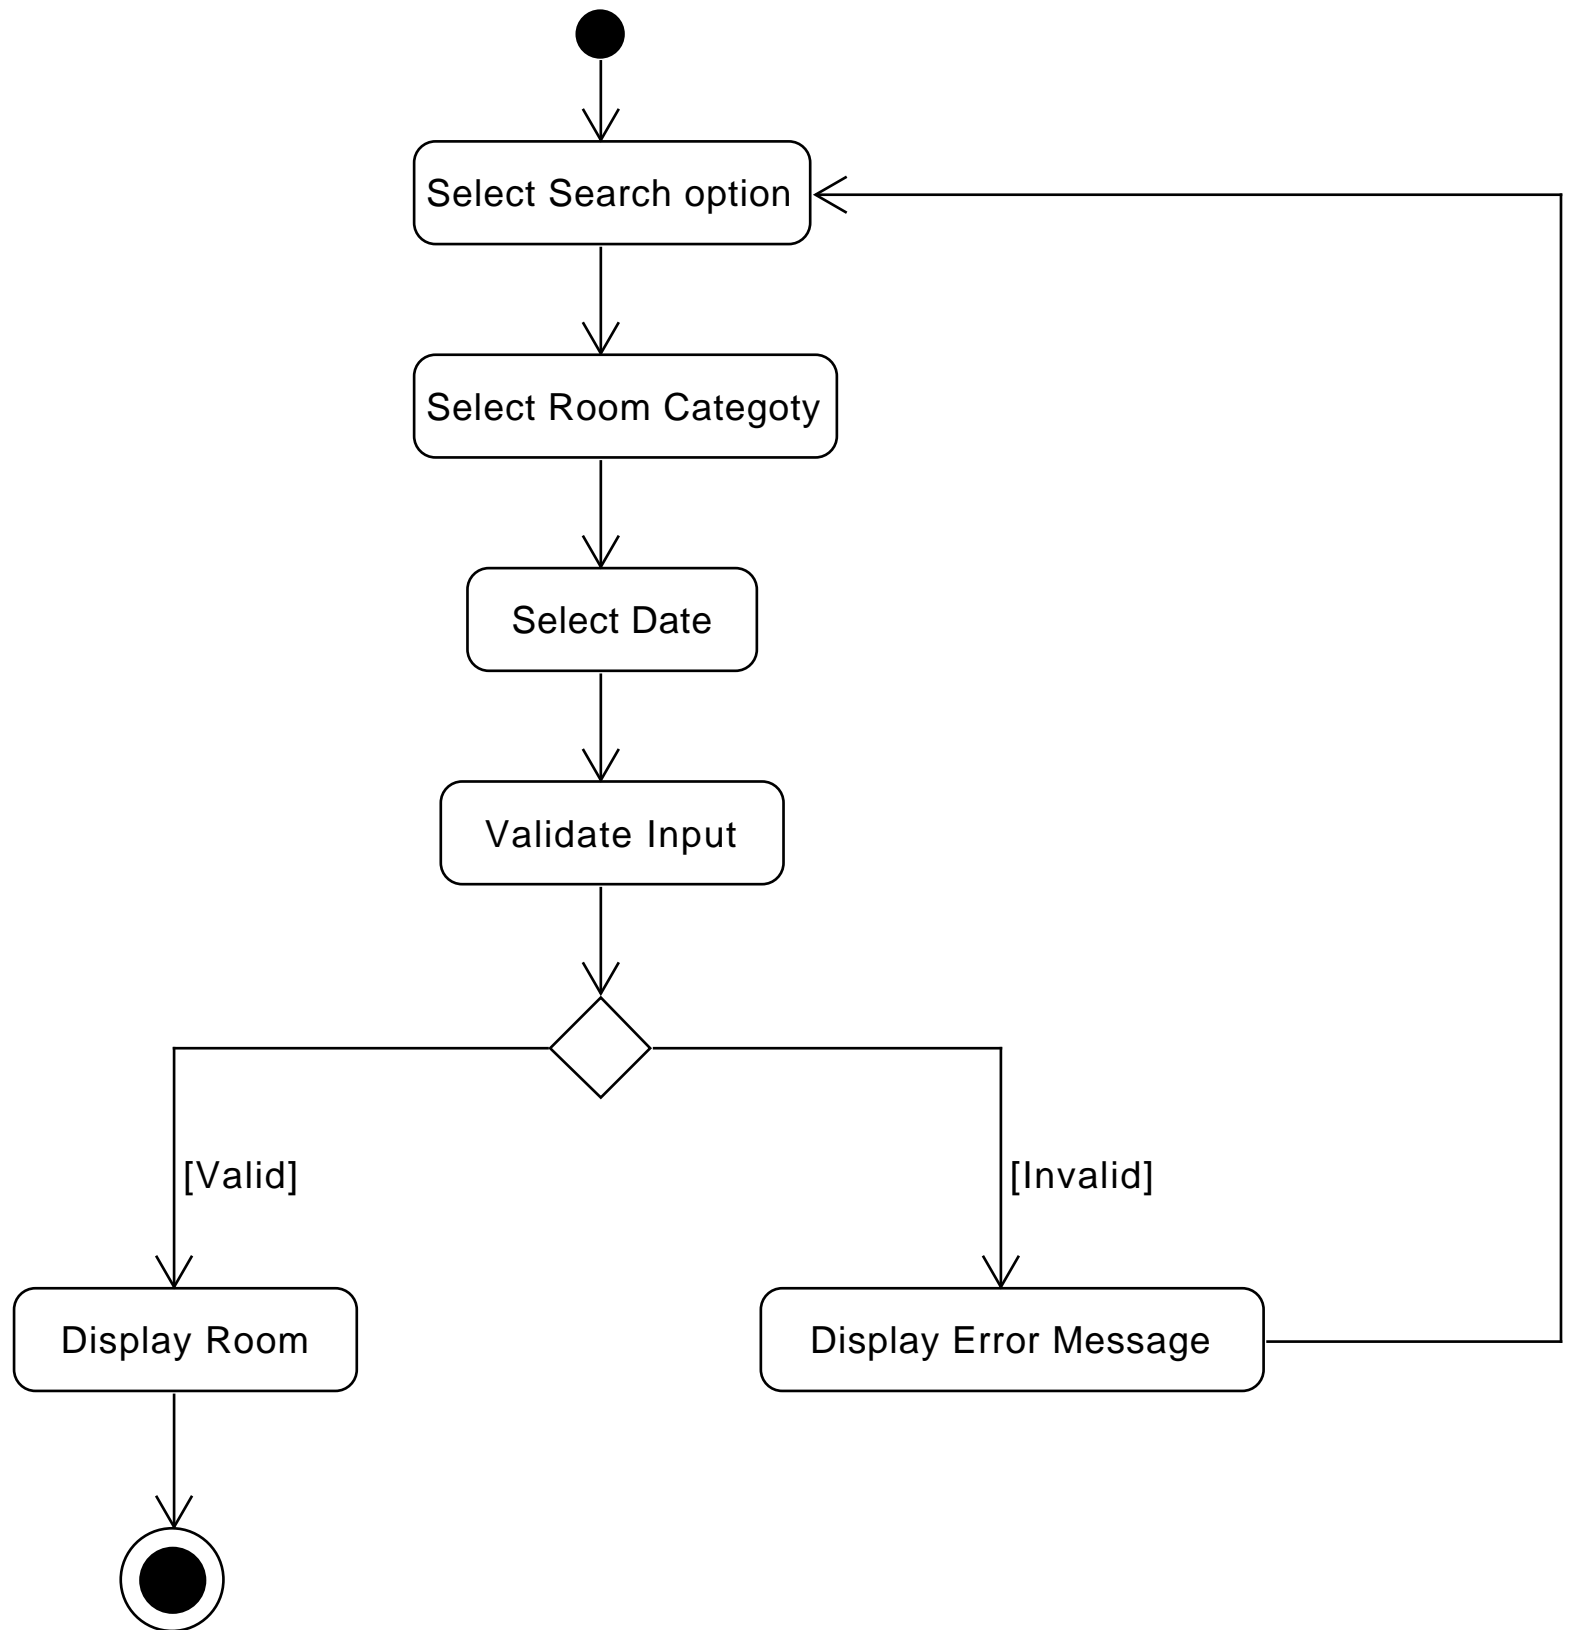 Select Search option
Select Room Categoty
Select Date
Validate Input
[Valid]
[Invalid]
Display Room
Display Error Message